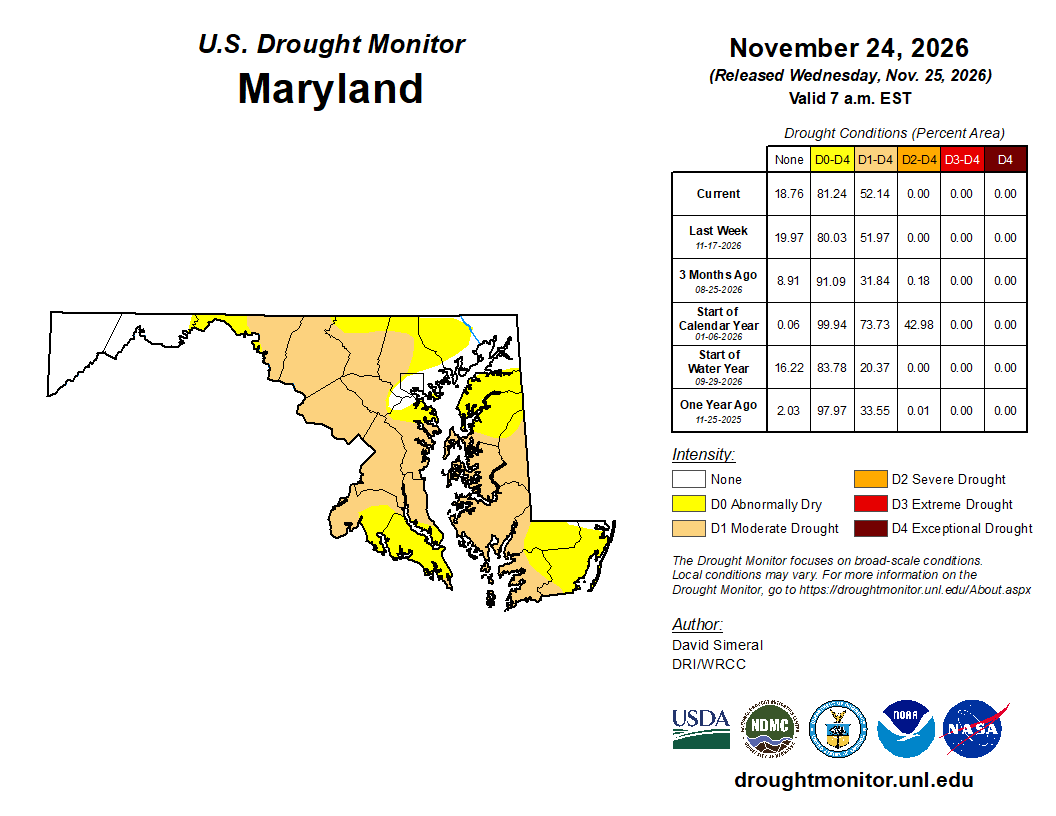 U.S. Drought Monitor
Maryland
November 24, 2026
(Released Wednesday, Nov. 25, 2026)
Valid 7 a.m. EST
Drought Conditions (Percent Area)
None D0-D4 D1-D4 D2-D4 D3-D4 D4
Current 18.76 81.24 52.14 0.00 0.00 0.00
Last Week 19.97 80.03 51.97 0.00 0.00 0.00
11-17-2026
3 Months Ago 8.91 91.09 31.84 0.18 0.00 0.00
08-25-2026
Start of
Calendar Year 0.06 99.94 73.73 42.98 0.00 0.00
01-06-2026
Start of
Water Year 16.22 83.78 20.37 0.00 0.00 0.00
09-29-2026
One Year Ago 2.03 97.97 33.55 0.01 0.00 0.00
11-25-2025
Intensity:
None
D0 Abnormally Dry
D1 Moderate Drought
D2 Severe Drought
D3 Extreme Drought
D4 Exceptional Drought
The Drought Monitor focuses on broad-scale conditions.
Local conditions may vary. For more information on the
Drought Monitor, go to https://droughtmonitor.unl.edu/About.aspx
Author:
David Simeral
DRI/WRCC
USDA
NDMC
NOAA
NASA
droughtmonitor.unl.edu